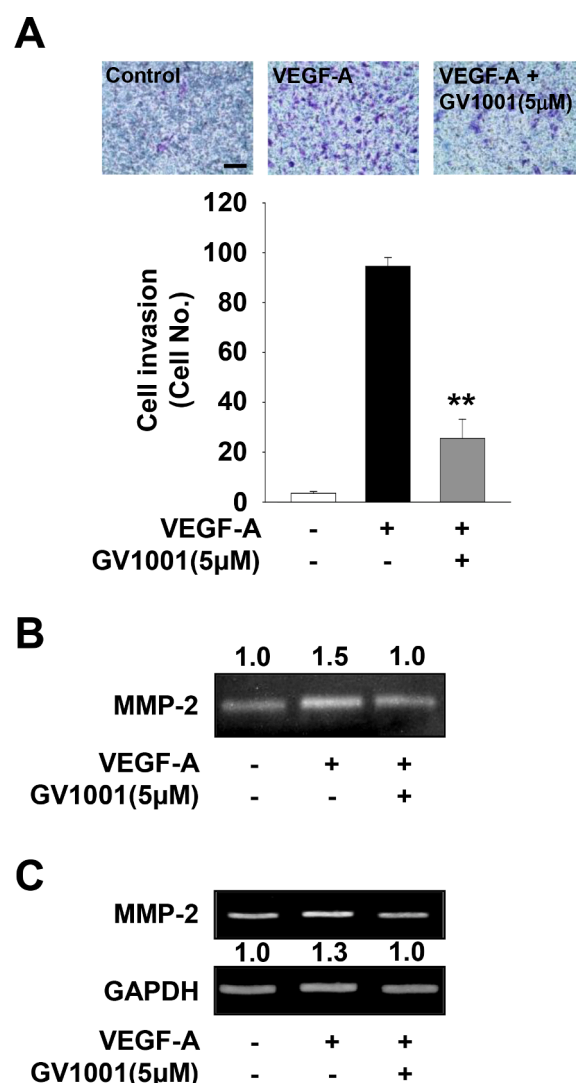 A
Control
VEGF-A
VEGF-A +
GV1001(5μM)
120
100
80
60
40
20
0
Cell invasion
(Cell No.)
**
VEGF-A - + +
GV1001(5μM) - - +
B
1.0 1.5 1.0
MMP-2
VEGF-A - + +
GV1001(5μM) - - +
C
MMP-2
1.0 1.3 1.0
GAPDH
VEGF-A - + +
GV1001(5μM) - - +